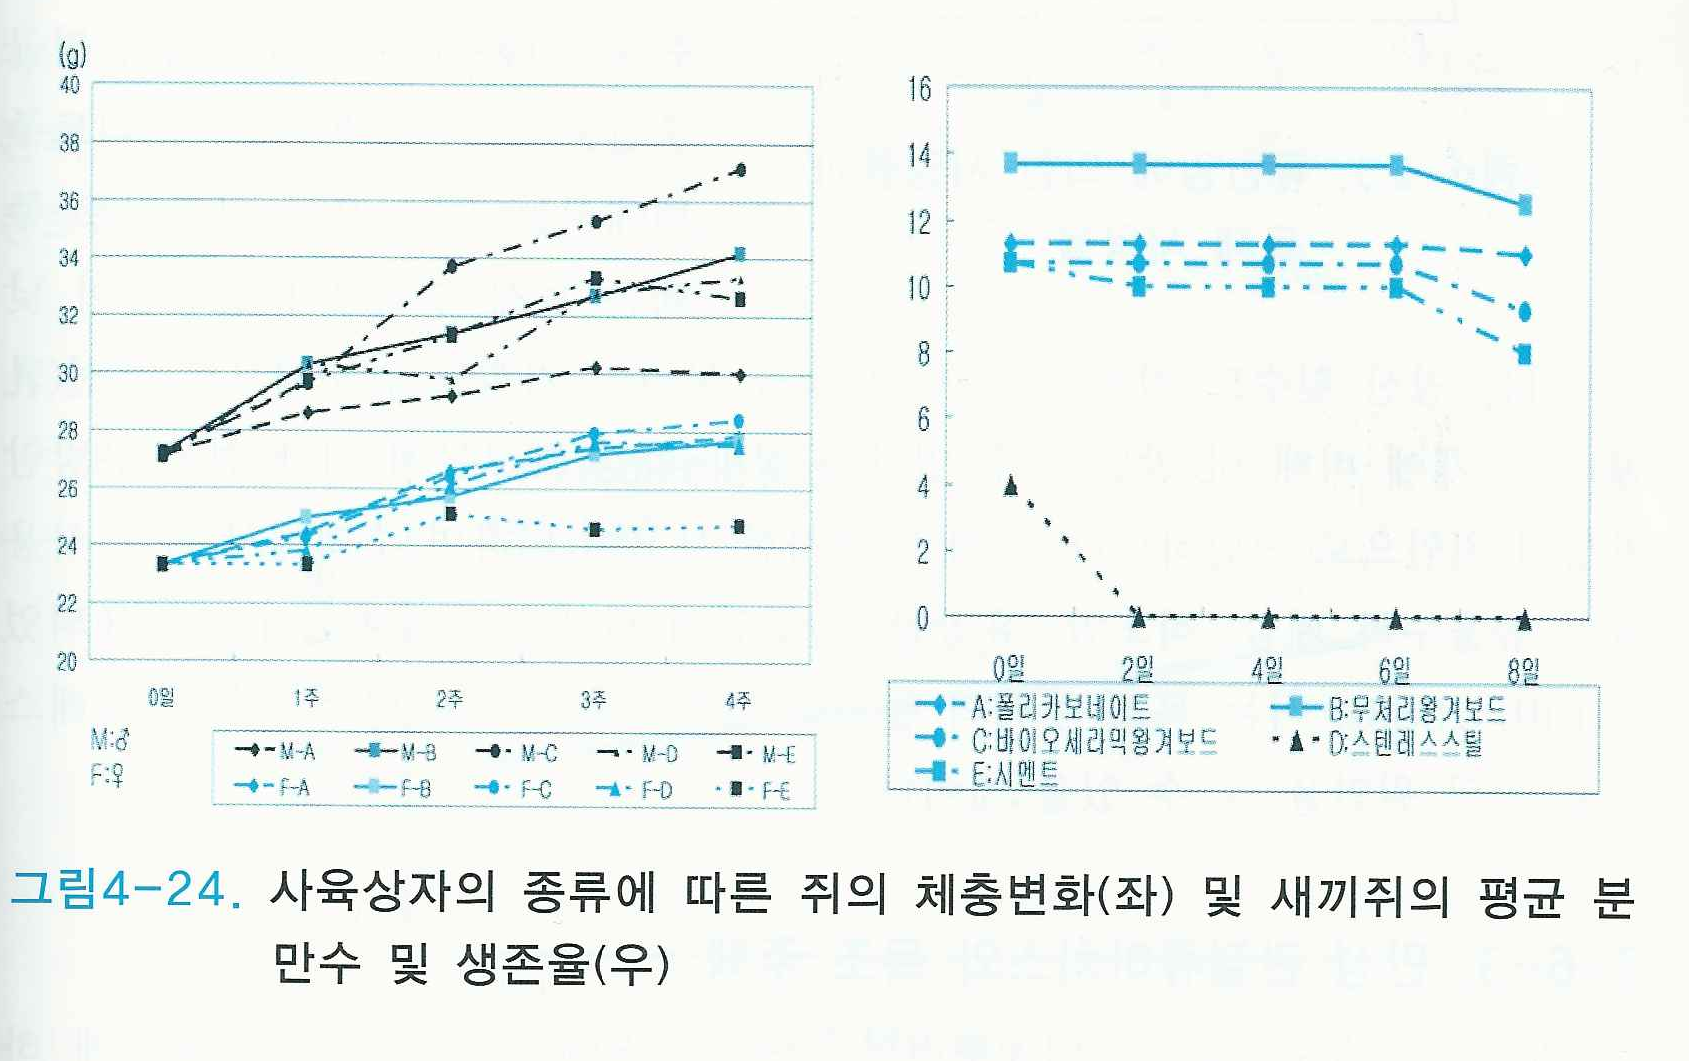 (g)
40
38
36
34
32
30
28
26
24
22
20
0일 1주 2주 3주 4주
M:♂
F:♀
M-A M-B M-C M-D M-E
F-A F-B F-C F-D F-E
16
14
12
10
8
6
4
2
0
0일 2일 4일 6일 8일
A:폴리카보네이트 B:무처리왕겨보드
C:바이오세라믹왕겨보드 D:스텐레스스틸
E:시멘트
그림4-24. 사육상자의 종류에 따른 쥐의 체충변화(좌) 및 새끼쥐의 평균 분
만수 및 생존율(우)